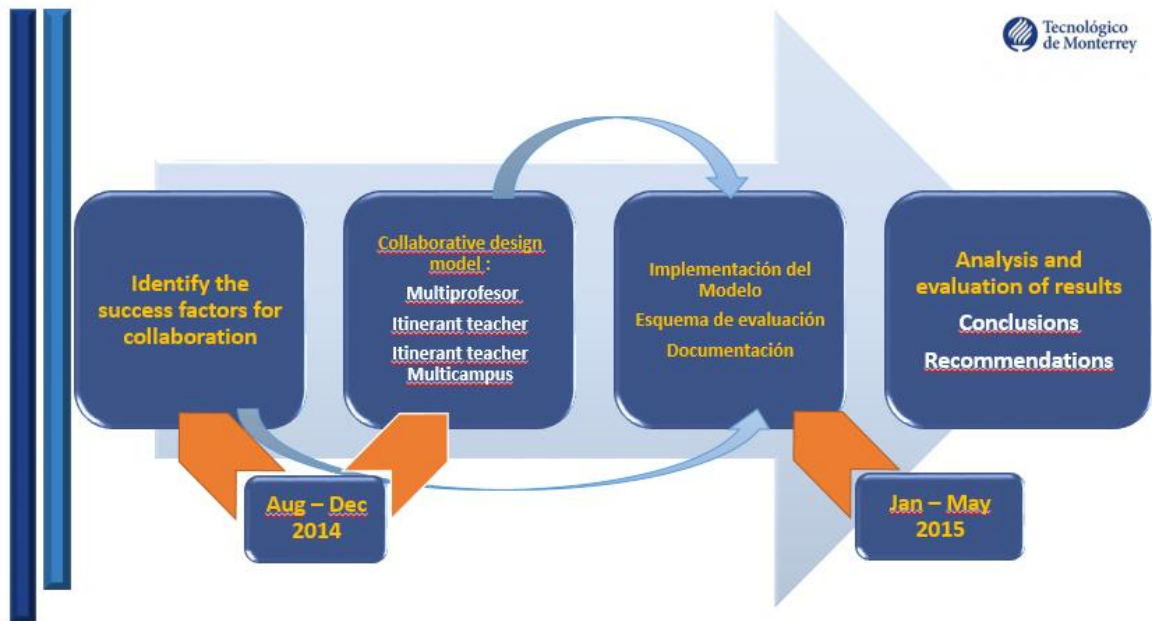 Tecnológico
de Monterrey
Identify the
success factors for
collaboration
Collaborative design
model :
Multiprofesor
Itinerant teacher
Itinerant teacher
Multicampus
Implementación del
Modelo
Esquema de evaluación
Documentación
Analysis and
evaluation of results
Conclusions
Recommendations
Aug – Dec
2014
Jan – May
2015